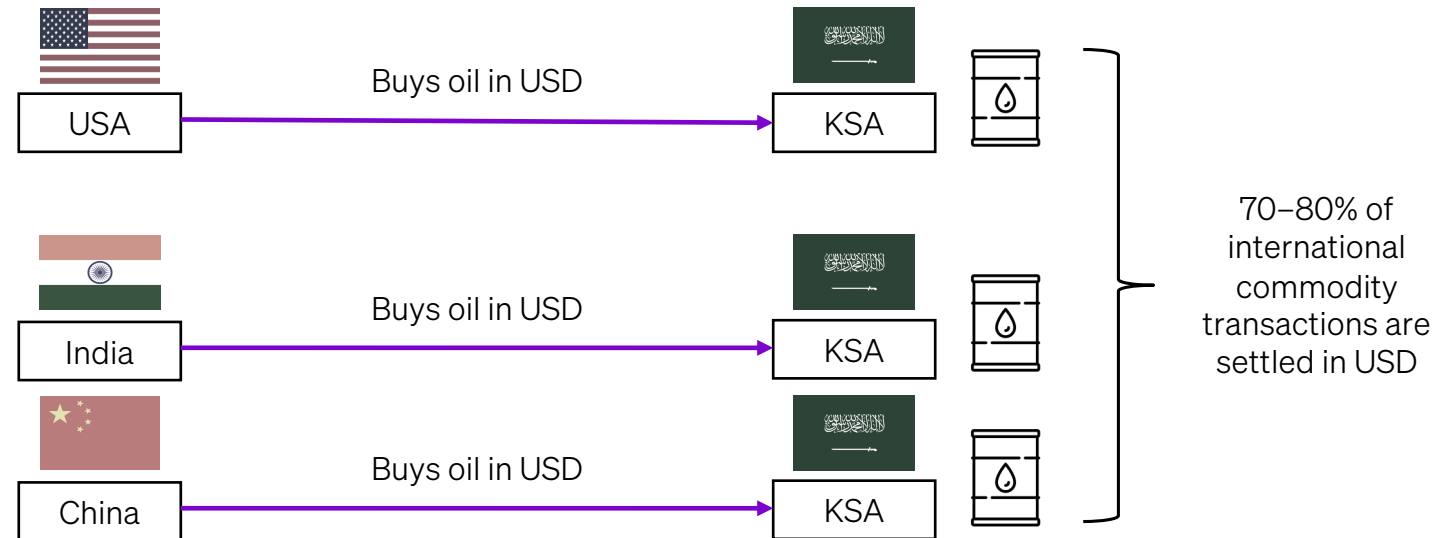 Buys oil in USD
USA
KSA
Buys oil in USD
India
KSA
Buys oil in USD
China
KSA
70–80% of
international
commodity
transactions are
settled in USD